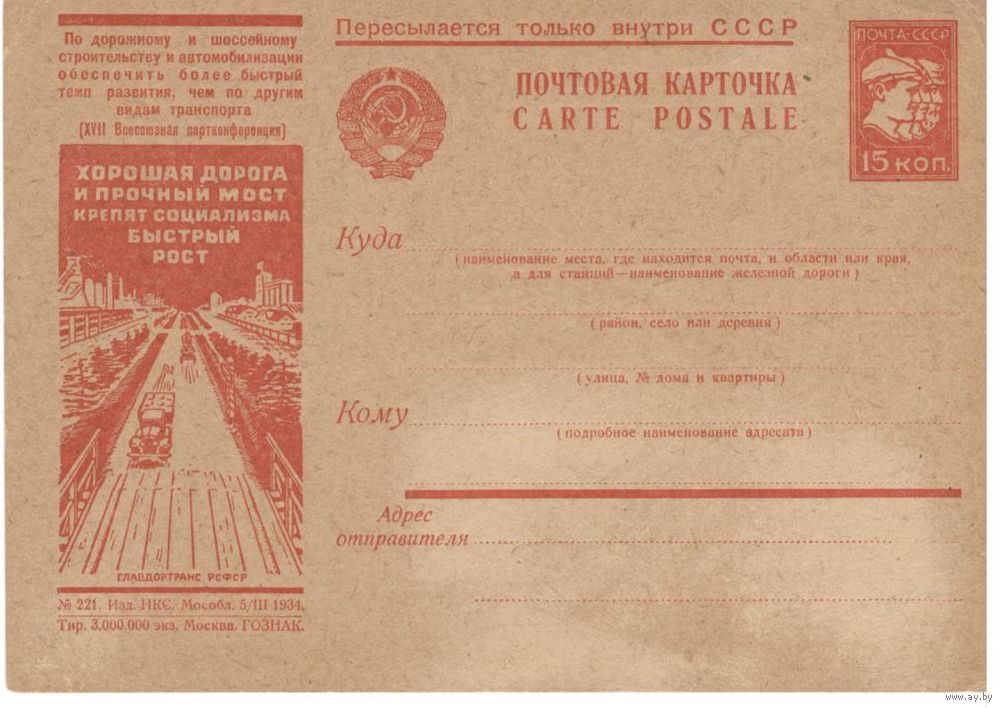 По дорожному и шоссейному
строительству и автомобилизации
обеспечить более быстрый
темп развития, чем по другим
видам транспорта
(XVII Всесоюзная партконференция)
ХОРОШАЯ ДОРОГА
И ПРОЧНЫЙ МОСТ
КРЕПЯТ СОЦИАЛИЗМА
БЫСТРЫЙ
РОСТ
ГЛАВДОРТРАНС РСФСР
№ 221. Изд. НКС. Мособл. 5/III 1934.
Тир. 3,000,000 экз. Москва. ГОЗНАК.
Пересылается только внутри СССР
ПОЧТОВАЯ КАРТОЧКА
CARTE POSTALE
ПОЧТА-СССР
15 КОП.
Куда
(наименование места, где находится почта, и области или края,
а для станций—наименование железной дороги)
(район, село или деревня)
(улица, № дома и квартиры)
Кому
(подробное наименование адресата)
Адрес
отправителя
www.ay.by